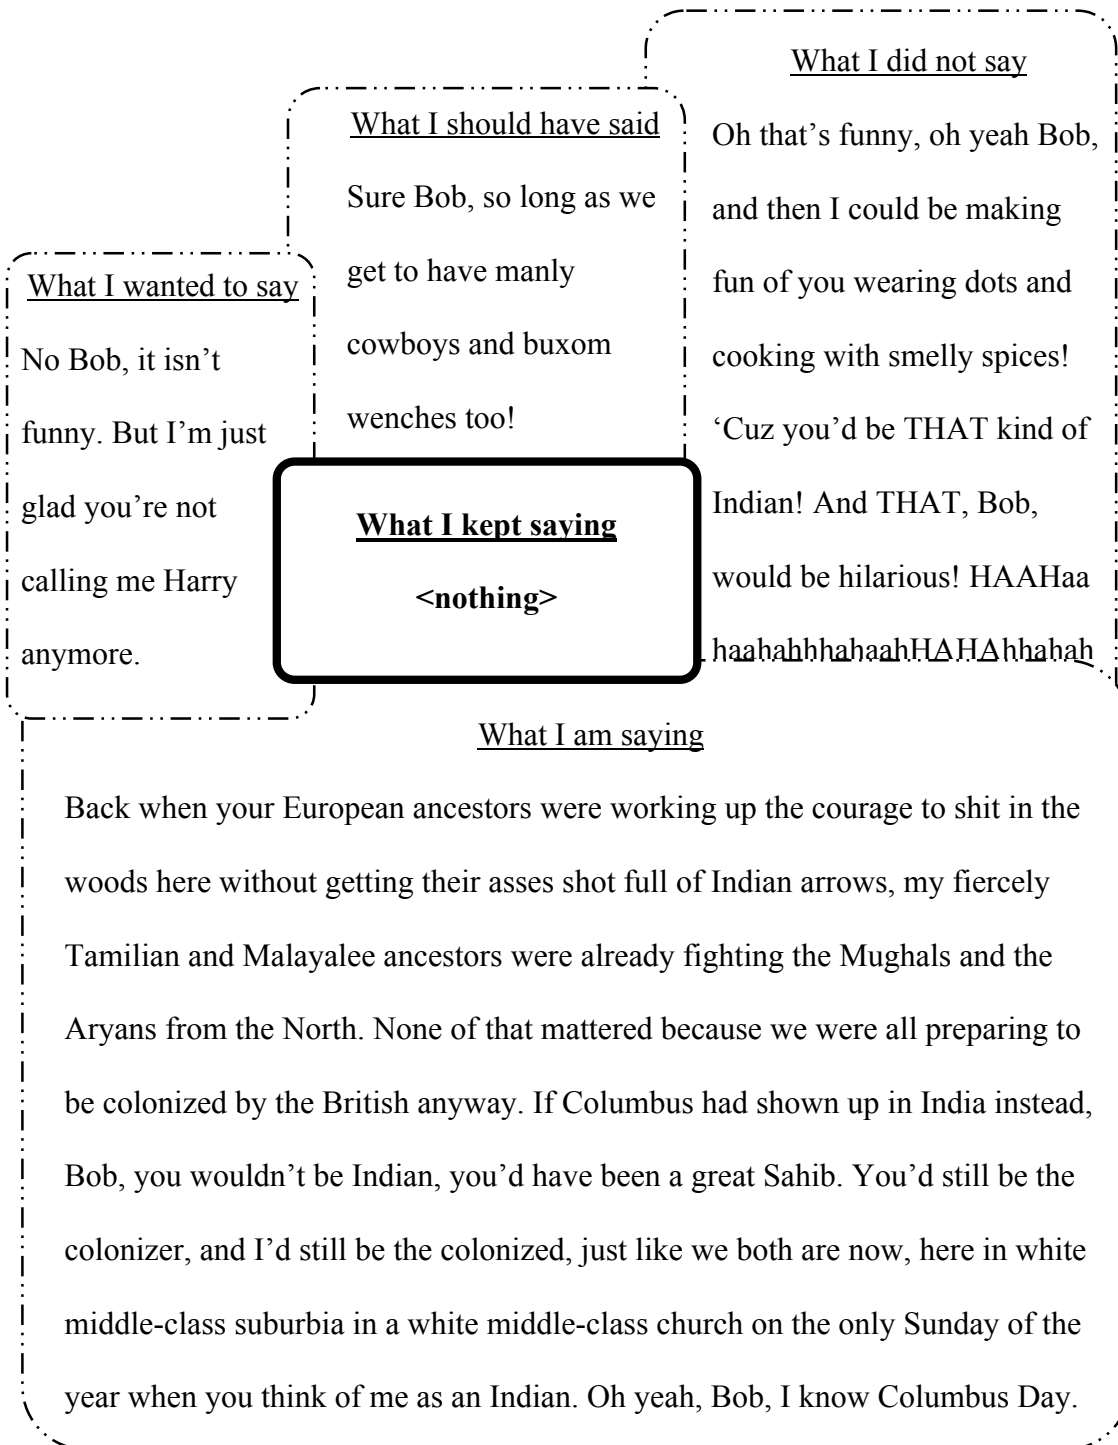 What I wanted to say
No Bob, it isn’t
funny. But I’m just
glad you’re not
calling me Harry
anymore.
What I should have said
Sure Bob, so long as we
get to have manly
cowboys and buxom
wenches too!
What I did not say
Oh that’s funny, oh yeah Bob,
and then I could be making
fun of you wearing dots and
cooking with smelly spices!
‘Cuz you’d be THAT kind of
Indian! And THAT, Bob,
would be hilarious! HAAHaa
haahahhhahaahHAHAhhahah
What I kept saying
<nothing>
What I am saying
Back when your European ancestors were working up the courage to shit in the
woods here without getting their asses shot full of Indian arrows, my fiercely
Tamilian and Malayalee ancestors were already fighting the Mughals and the
Aryans from the North. None of that mattered because we were all preparing to
be colonized by the British anyway. If Columbus had shown up in India instead,
Bob, you wouldn’t be Indian, you’d have been a great Sahib. You’d still be the
colonizer, and I’d still be the colonized, just like we both are now, here in white
middle-class suburbia in a white middle-class church on the only Sunday of the
year when you think of me as an Indian. Oh yeah, Bob, I know Columbus Day.